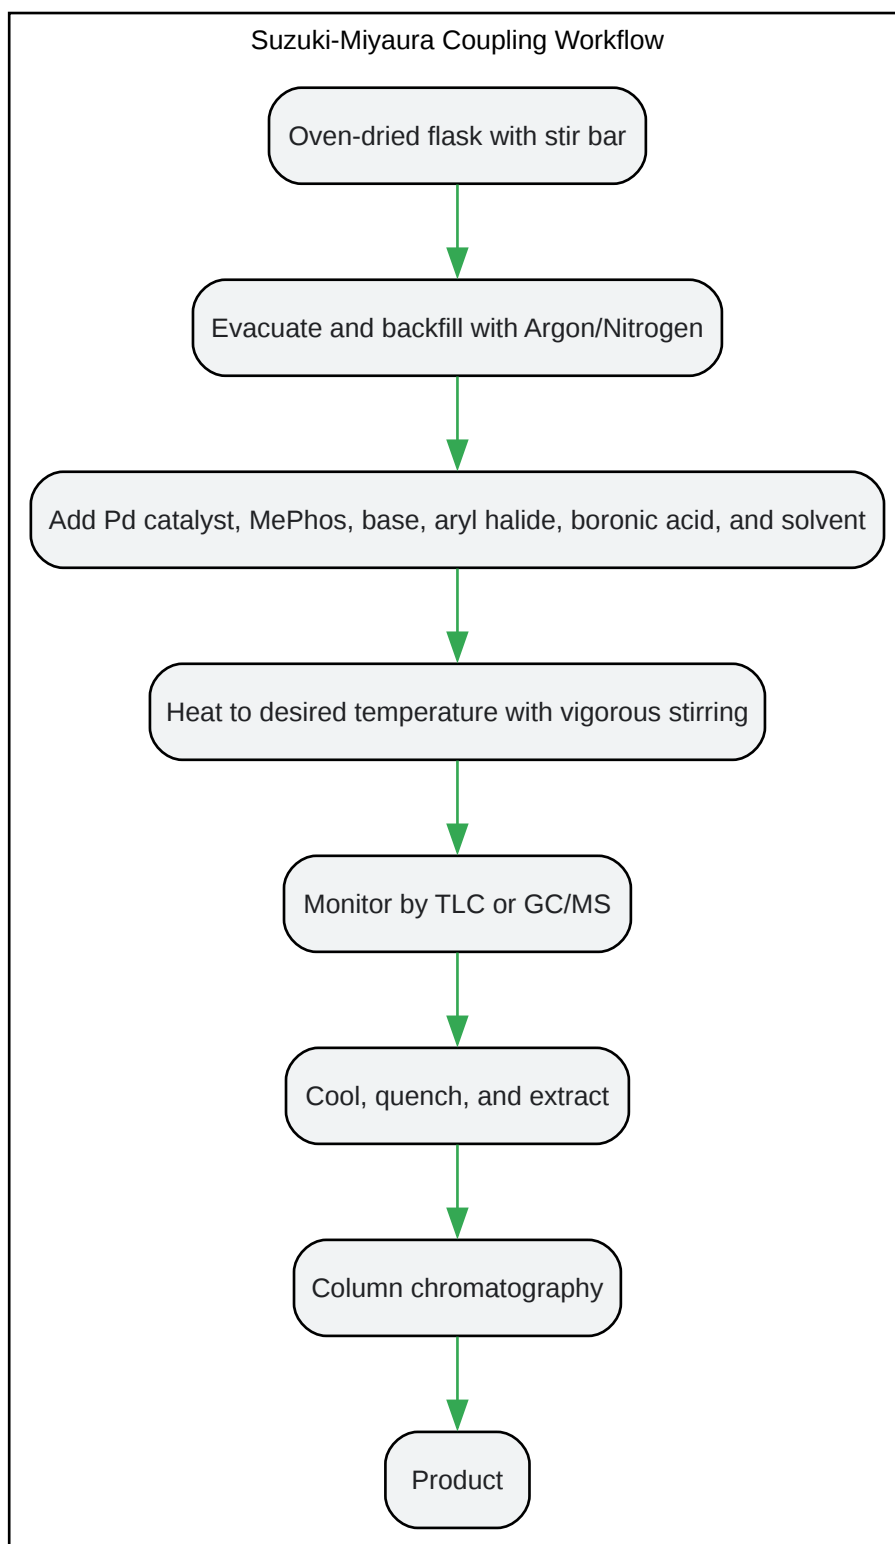 Suzuki-Miyaura Coupling Workflow
Oven-dried flask with stir bar
Evacuate and backfill with Argon/Nitrogen
Add Pd catalyst, MePhos, base, aryl halide, boronic acid, and solvent
Heat to desired temperature with vigorous stirring
Monitor by TLC or GC/MS
Cool, quench, and extract
Column chromatography
Product